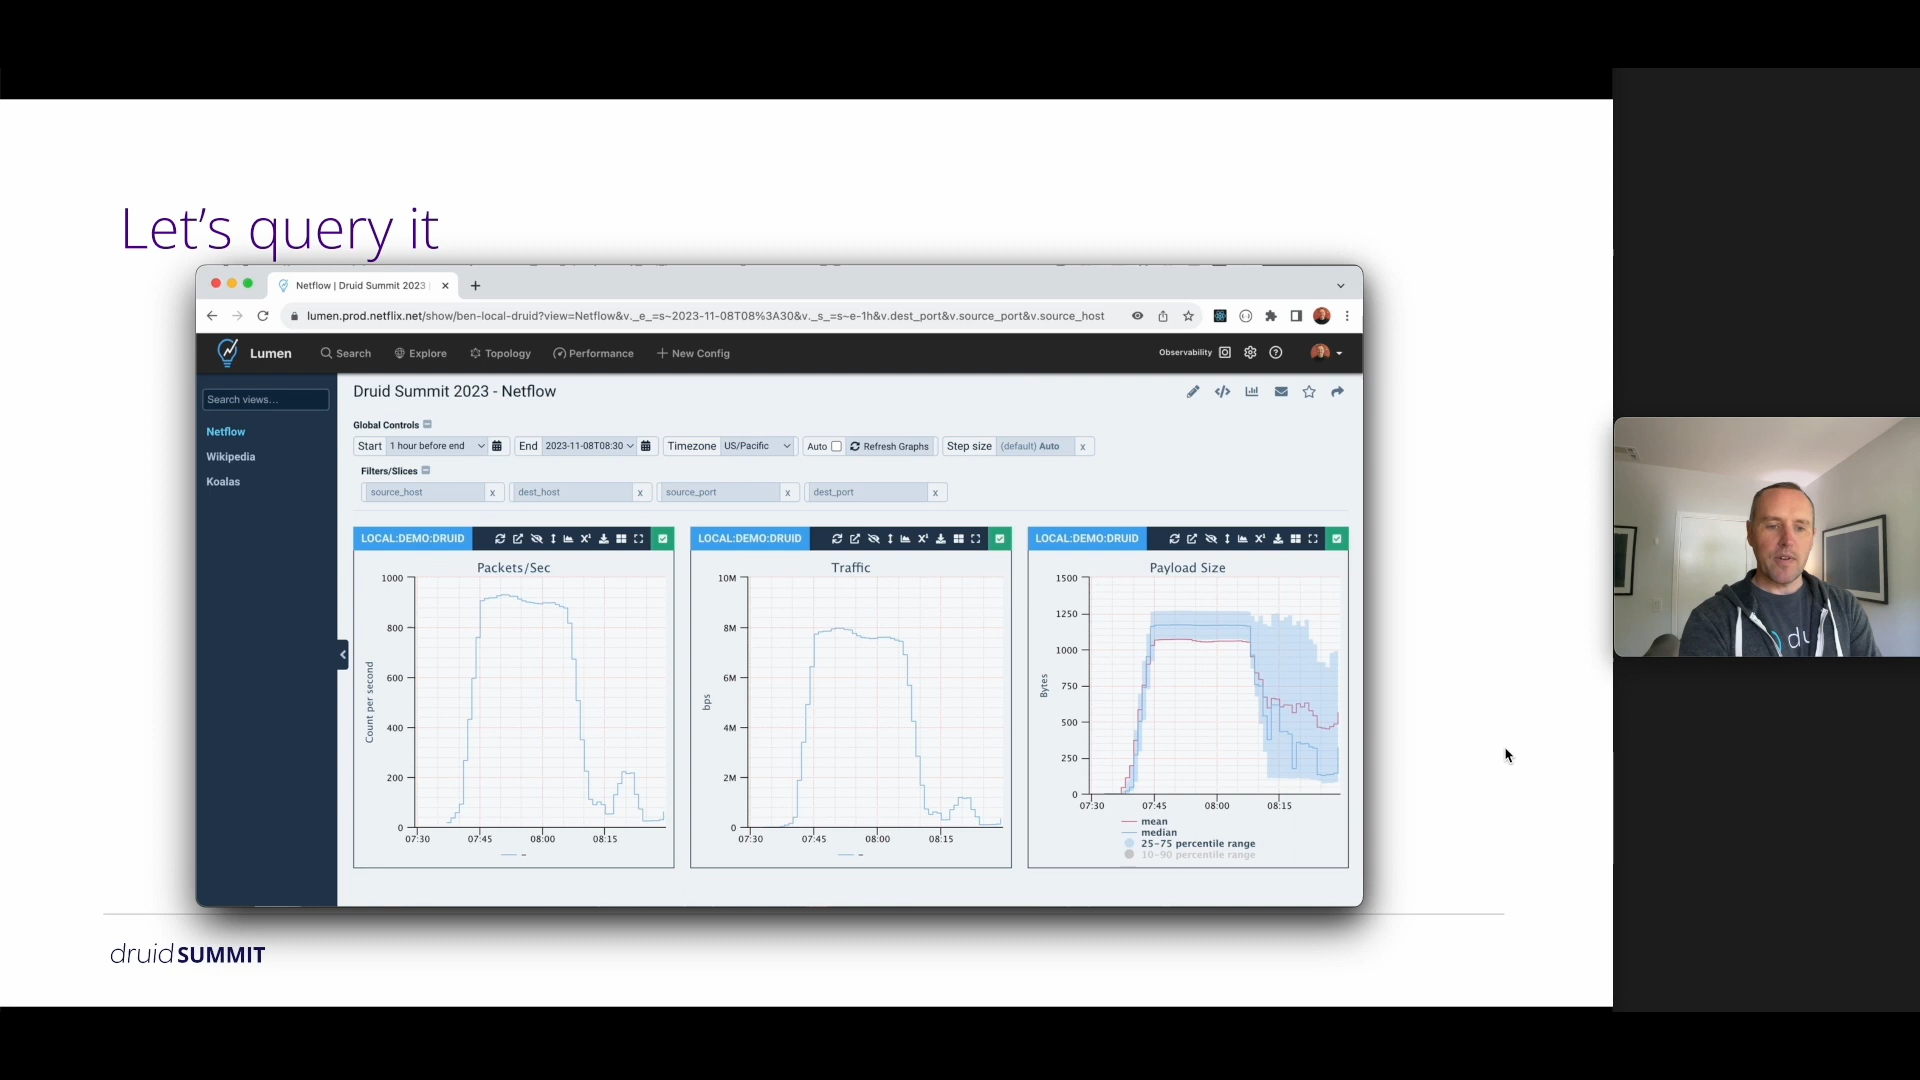 Let's query it
Netflow | Druid Summit 2023
lumen.prod.netflix.net/show/ben-local-druid?view=Netflow&v._e_=s~2023-11-08T08%3A30&v._s_=s~e-1h&v.dest_port&v.source_port&v.source_host
Lumen Search Explore Topology Performance New Config Observability
Search views...
Netflow
Wikipedia
Koalas
Druid Summit 2023 - Netflow
Global Controls
Start 1 hour before end End 2023-11-08T08:30 Timezone US/Pacific Auto Refresh Graphs Step size (default) Auto x
Filters/Slices
source_host x dest_host x source_port x dest_port x
LOCAL:DEMO:DRUID
Packets/Sec
Count per second
1000
800
600
400
200
0
07:30 07:45 08:00 08:15
LOCAL:DEMO:DRUID
Traffic
bps
10M
8M
6M
4M
2M
0
07:30 07:45 08:00 08:15
LOCAL:DEMO:DRUID
Payload Size
Bytes
1500
1250
1000
750
500
250
0
07:30 07:45 08:00 08:15
mean
median
25-75 percentile range
10-90 percentile range
druid SUMMIT
du